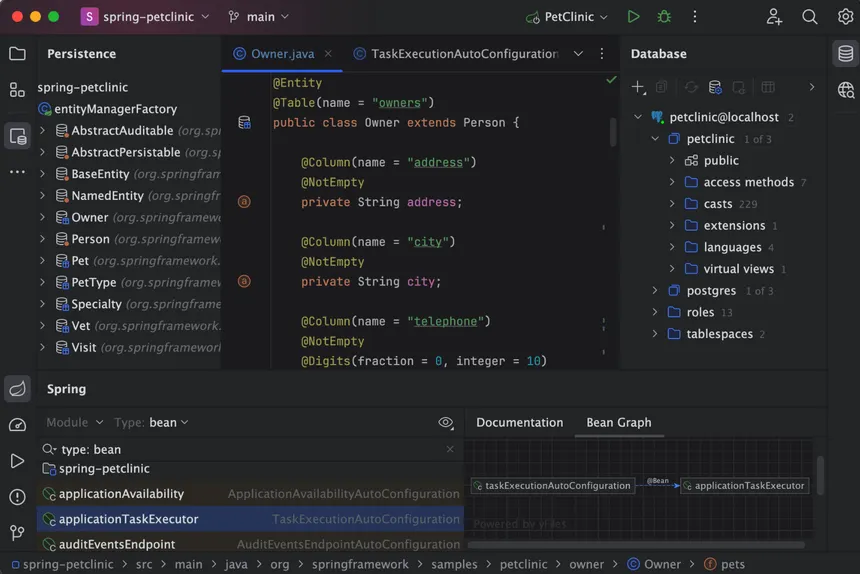 S spring-petclinic main PetClinic
Persistence
spring-petclinic
entityManagerFactory
AbstractAuditable (org.spr
AbstractPersistable (org.sp
BaseEntity (org.springfram
NamedEntity (org.springfra
Owner (org.springframewo
Person (org.springframew
Pet (org.springframework.
PetType (org.springframew
Specialty (org.springframe
Vet (org.springframework.
Visit (org.springframework
Owner.java TaskExecutionAutoConfiguration
@Entity
@Table(name = "owners")
public class Owner extends Person {
@Column(name = "address")
@NotEmpty
private String address;
@Column(name = "city")
@NotEmpty
private String city;
@Column(name = "telephone")
@NotEmpty
@Digits(fraction = 0, integer = 10)
Database
petclinic@localhost 2
petclinic 1 of 3
public
access methods 7
casts 229
extensions 1
languages 4
virtual views 1
postgres 1 of 3
roles 13
tablespaces 2
Spring
Module Type: bean
type: bean
spring-petclinic
applicationAvailability ApplicationAvailabilityAutoConfiguration
applicationTaskExecutor TaskExecutionAutoConfiguration
auditEventsEndpoint AuditEventsEndpointAutoConfiguration
Documentation Bean Graph
taskExecutionAutoConfiguration @Bean applicationTaskExecutor
Powered by yFiles
spring-petclinic > src > main > java > org > springframework > samples > petclinic > owner > Owner > pets